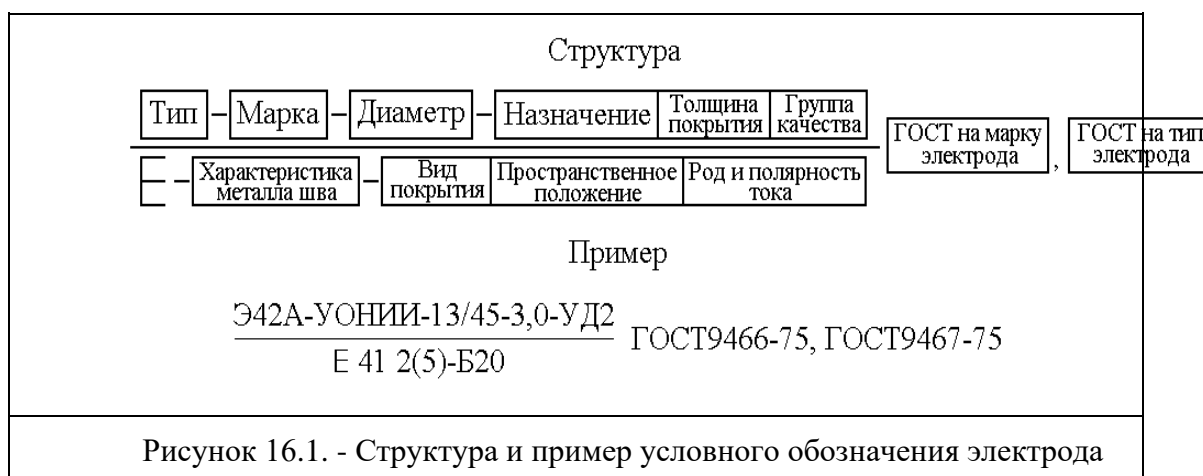 Структура
Тип – Марка – Диаметр – Назначение Толщина покрытия Группа качества
Е – Характеристика металла шва – Вид покрытия Пространственное положение Род и полярность тока
ГОСТ на марку электрода , ГОСТ на тип электрода
Пример
Э42А-УОНИИ-13/45-3,0-УД2
Е 41 2(5)-Б20
ГОСТ9466-75, ГОСТ9467-75
Рисунок 16.1. - Структура и пример условного обозначения электрода